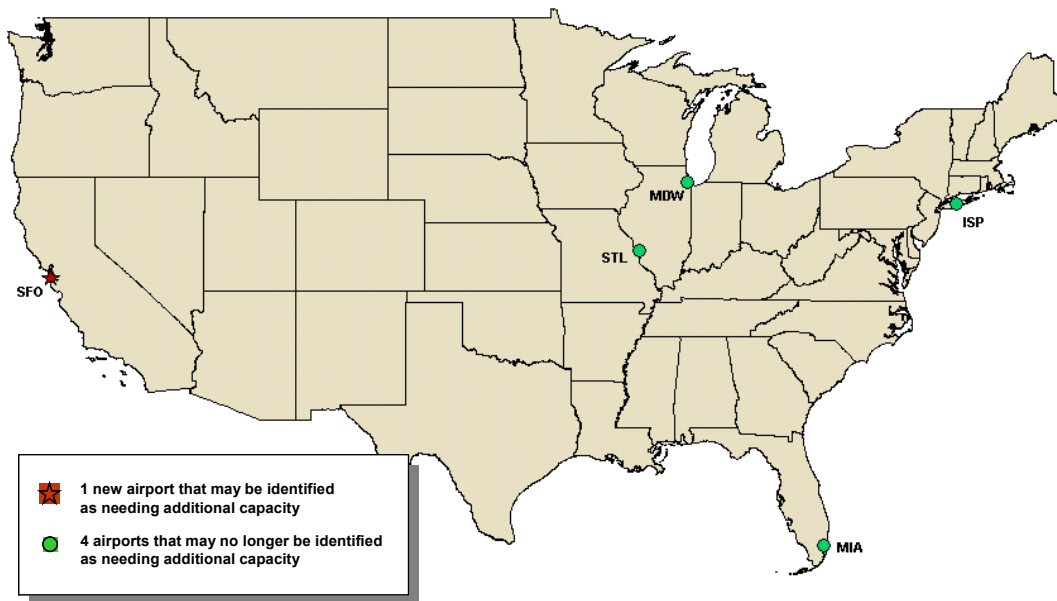 MDW
ISP
STL
SFO
1 new airport that may be identified
as needing additional capacity
4 airports that may no longer be identified
as needing additional capacity
MIA